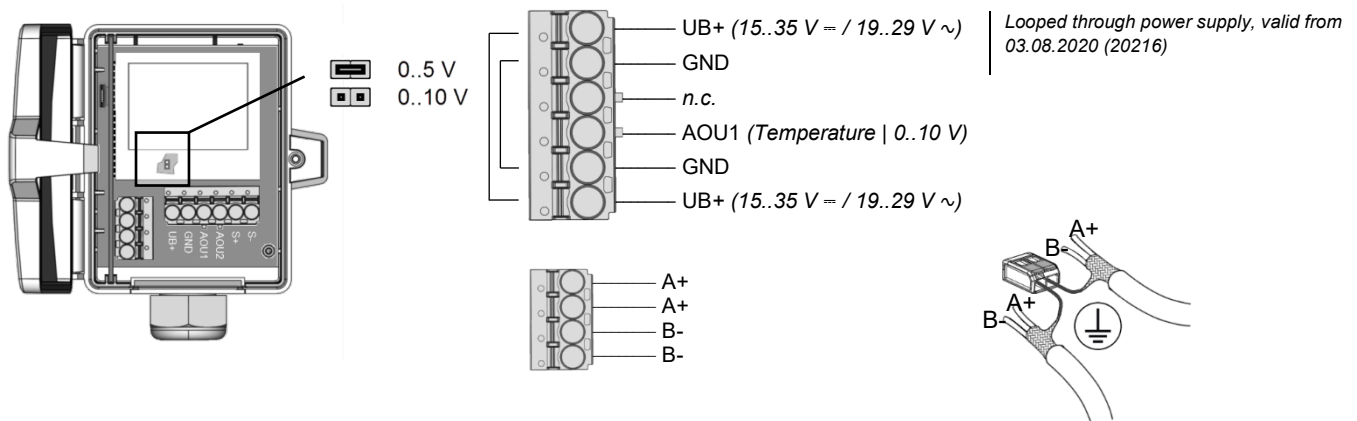 0..5 V
0..10 V
UB+
GND
AOU1
AOU2
S+
S-
UB+ (15..35 V ⎓ / 19..29 V ~)
GND
n.c.
AOU1 (Temperature | 0..10 V)
GND
UB+ (15..35 V ⎓ / 19..29 V ~)
Looped through power supply, valid from
03.08.2020 (20216)
A+
A+
B-
B-
A+
B-
A+
B-